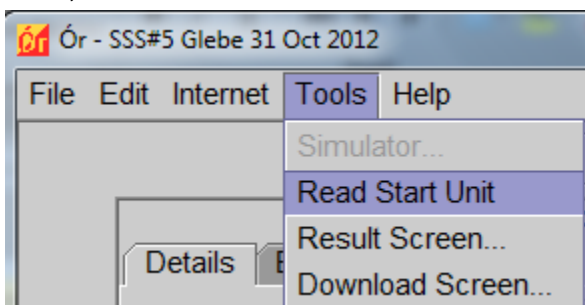 Ór Ór - SSS#5 Glebe 31 Oct 2012
File Edit Internet Tools Help
Simulator...
Read Start Unit
Result Screen...
Details
Download Screen...